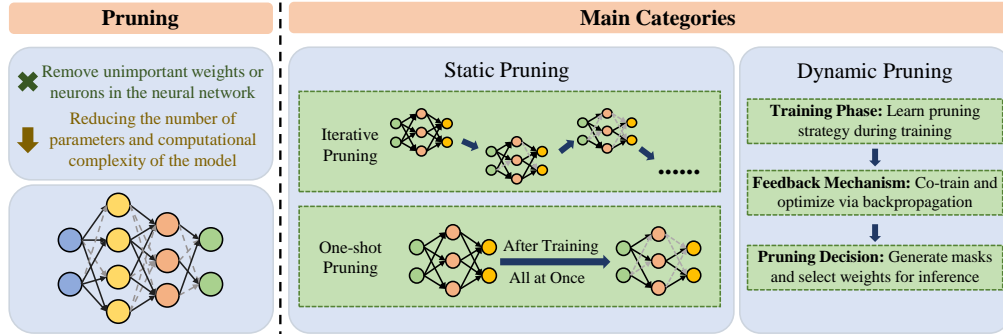 Pruning
Remove unimportant weights or
neurons in the neural network
Reducing the number of
parameters and computational
complexity of the model
Main Categories
Static Pruning
Iterative
Pruning
......
One-shot
Pruning
After Training
All at Once
Dynamic Pruning
Training Phase: Learn pruning
strategy during training
Feedback Mechanism: Co-train and
optimize via backpropagation
Pruning Decision: Generate masks
and select weights for inference